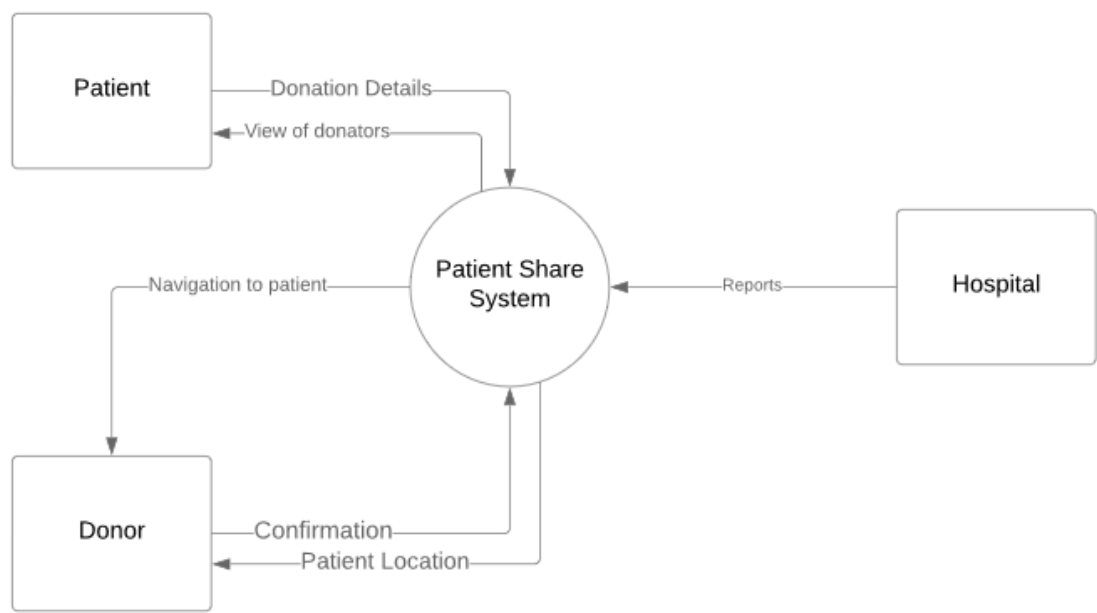 Patient
Donation Details
View of donators
Patient Share
System
Navigation to patient
Reports
Hospital
Donor
Confirmation
Patient Location